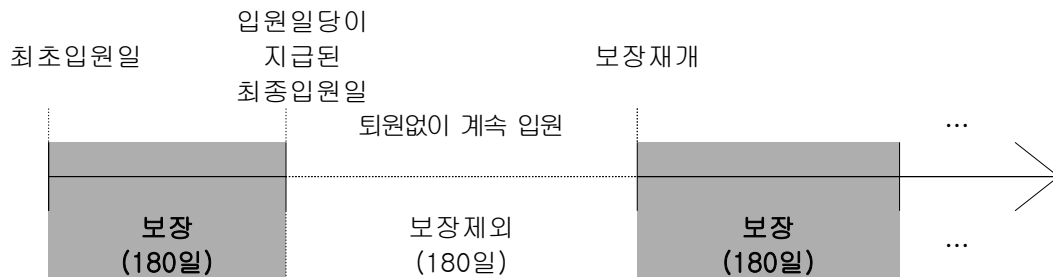 입원일당이
최초입원일
지급된
보장재개
최종입원일
퇴원없이 계속 입원
…
보장
(180일)
보장제외
(180일)
보장
(180일)
…